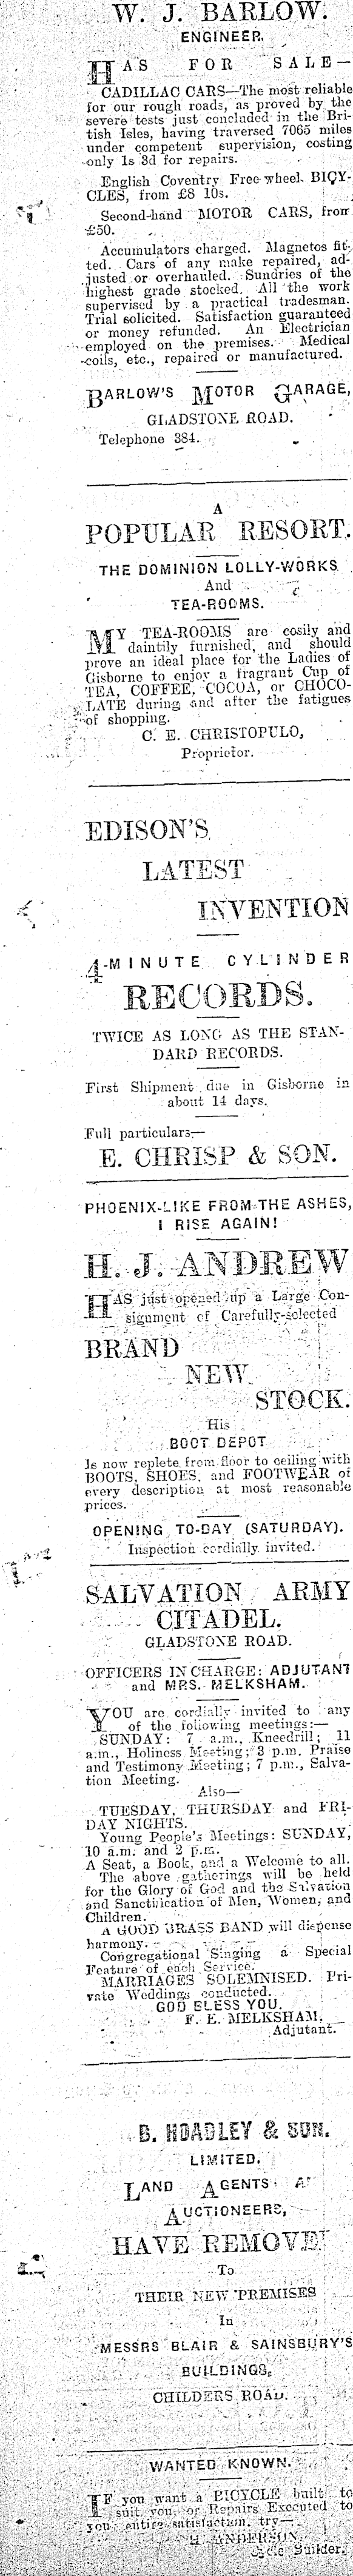 W. J. BARLOW.
ENGINEER.
HAS FOR SALE—
CADILLAC CARS—The most reliable
for our rough roads, as proved by the
severe tests just concluded in the Bri-
tish Isles, having traversed 7065 miles
under competent supervision, costing
only 1s 3d for repairs.
English Coventry Free-wheel BICY-
CLES, from £8 10s.
Second-hand MOTOR CARS, from
£50.
Accumulators charged. Magnetos fit-
ted. Cars of any make repaired, ad-
justed or overhauled. Sundries of the
highest grade stocked. All the work
supervised by a practical tradesman.
Trial solicited. Satisfaction guaranteed
or money refunded. An Electrician
employed on the premises. Medical
coils, etc., repaired or manufactured.
BARLOW'S MOTOR GARAGE,
GLADSTONE ROAD.
Telephone 384.
A
POPULAR RESORT.
THE DOMINION LOLLY-WORKS
And
TEA-ROOMS.
MY TEA-ROOMS are cosily and
daintily furnished, and should
prove an ideal place for the Ladies of
Gisborne to enjoy a fragrant Cup of
TEA, COFFEE, COCOA, or CHOCO-
LATE during and after the fatigues
of shopping.
C. E. CHRISTOPULO,
Proprietor.
EDISON'S
LATEST
INVENTION
4-MINUTE CYLINDER
RECORDS.
TWICE AS LONG AS THE STAN-
DARD RECORDS.
First Shipment due in Gisborne in
about 14 days.
Full particulars—
E. CHRISP & SON.
PHOENIX-LIKE FROM THE ASHES,
I RISE AGAIN!
H. J. ANDREW
HAS just opened up a Large Con-
signment of Carefully-selected
BRAND
NEW
STOCK.
His
BOOT DEPOT
Is now replete from floor to ceiling with
BOOTS, SHOES, and FOOTWEAR of
every description at most reasonable
prices.
OPENING TO-DAY (SATURDAY).
Inspection cordially invited.
SALVATION ARMY
CITADEL.
GLADSTONE ROAD.
OFFICERS IN CHARGE: ADJUTANT
and MRS. MELKSHAM.
YOU are cordially invited to any
of the following meetings:—
SUNDAY: 7 a.m., Kneedrill; 11
a.m., Holiness Meeting; 3 p.m. Praise
and Testimony Meeting; 7 p.m., Salva-
tion Meeting.
Also—
TUESDAY, THURSDAY and FRI-
DAY NIGHTS.
Young People's Meetings: SUNDAY,
10 a.m. and 2 p.m.
A Seat, a Book, and a Welcome to all.
The above gatherings will be held
for the Glory of God and the Salvation
and Sanctification of Men, Women, and
Children.
A GOOD BRASS BAND will dispense
harmony.
Congregational Singing a Special
Feature of each Service.
MARRIAGES SOLEMNISED. Pri-
vate Weddings conducted.
GOD BLESS YOU.
F. E. MELKSHAM,
Adjutant.
B. HOADLEY & SON.
LIMITED.
LAND AGENTS
AUCTIONEERS,
HAVE REMOVE
To
THEIR NEW PREMISES
In
MESSRS BLAIR & SAINSBURY'S
BUILDINGS,
CHILDERS ROAD.
WANTED KNOWN.
IF you want a BICYCLE built to
suit you, or Repairs Executed to
your entire satisfaction, try—
ANDERSON,
Cycle Builder.